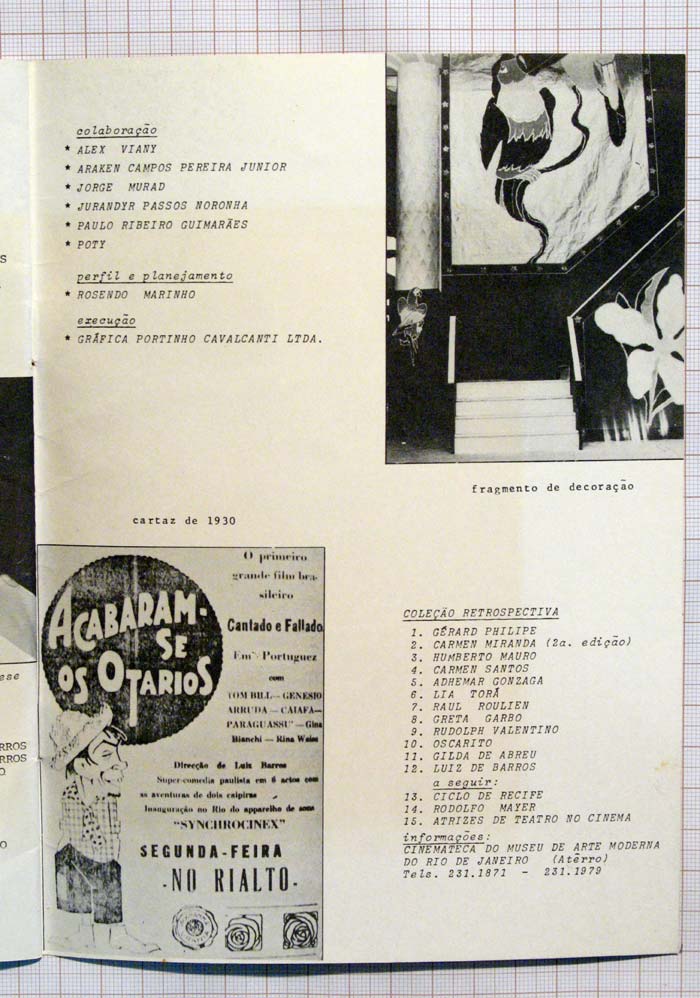 colaboração
* ALEX VIANY
* ARAKEN CAMPOS PEREIRA JUNIOR
* JORGE MURAD
* JURANDYR PASSOS NORONHA
* PAULO RIBEIRO GUIMARÃES
* POTY
perfil e planejamento
* ROSENDO MARINHO
execução
* GRÁFICA PORTINHO CAVALCANTI LTDA.
fragmento de decoração
cartaz de 1930
ACABARAM-
SE
OS OTARIOS
O primeiro
grande film bra-
sileiro
Cantado e Fallado
Em Portuguez
com
TOM BILL — GENESIO
ARRUDA — CAIAFA —
PARAGUASSU' — Gina
Bianchi — Rina Weiss
Direcção de Luiz Barros
Super-comedia paulista em 6 actos com
as aventuras de dois caipiras
Inauguração no Rio do apparelho de som
"SYNCHROCINEX"
SEGUNDA-FEIRA
-NO RIALTO-
COLEÇÃO RETROSPECTIVA
1. GÉRARD PHILIPE
2. CARMEN MIRANDA (2a. edição)
3. HUMBERTO MAURO
4. CARMEN SANTOS
5. ADHEMAR GONZAGA
6. LIA TORÁ
7. RAUL ROULIEN
8. GRETA GARBO
9. RUDOLPH VALENTINO
10. OSCARITO
11. GILDA DE ABREU
12. LUIZ DE BARROS
a seguir:
13. CICLO DE RECIFE
14. RODOLFO MAYER
15. ATRIZES DE TEATRO NO CINEMA
informações:
CINEMATECA DO MUSEU DE ARTE MODERNA
DO RIO DE JANEIRO (Atêrro)
Tels. 231.1871 - 231.1979